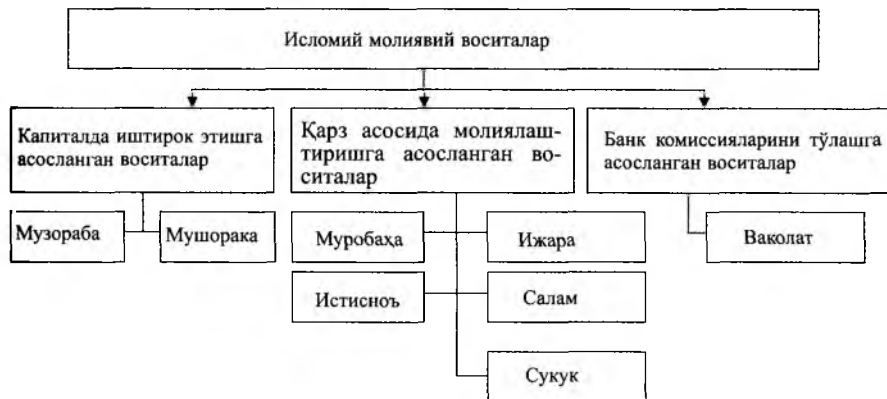 Исломий молиявий воситалар
Капиталда иштирок этишга
асосланган воситалар
Қарз асосида молиялаш-
тиришга асосланган во-
ситалар
Банк комиссияларини тўлашга
асосланган воситалар
Музораба
Мушорака
Муробаҳа
Ижара
Ваколат
Истисноъ
Салам
Сукук